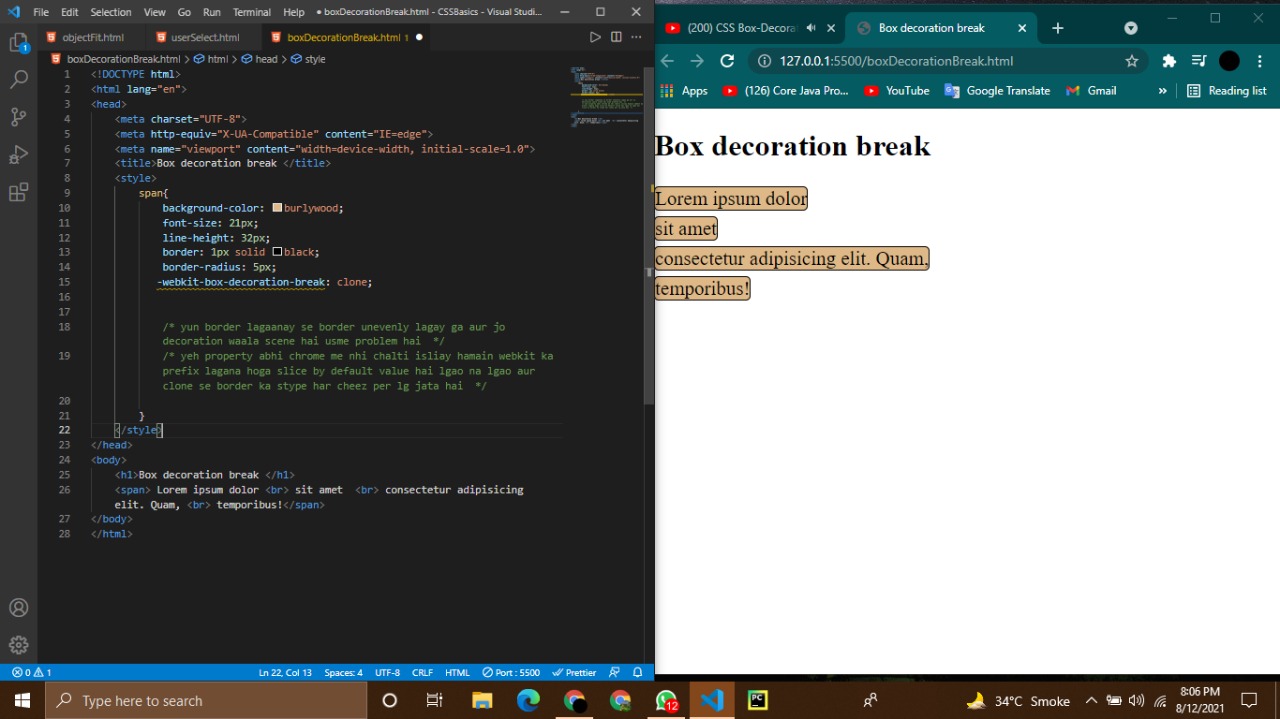 File Edit Selection View Go Run Terminal Help ● boxDecorationBreak.html - CSSBasics - Visual Studi...
objectFit.html userSelect.html boxDecorationBreak.html 1 ●
boxDecorationBreak.html > html > head > style
1 <!DOCTYPE html>
2 <html lang="en">
3 <head>
4 <meta charset="UTF-8">
5 <meta http-equiv="X-UA-Compatible" content="IE=edge">
6 <meta name="viewport" content="width=device-width, initial-scale=1.0">
7 <title>Box decoration break </title>
8 <style>
9 span{
10 background-color: burlywood;
11 font-size: 21px;
12 line-height: 32px;
13 border: 1px solid black;
14 border-radius: 5px;
15 -webkit-box-decoration-break: clone;
16
17
18 /* yun border lagaanay se border unevenly lagay ga aur jo
decoration waala scene hai usme problem hai */
19 /* yeh property abhi chrome me nhi chalti isliay hamain webkit ka
prefix lagana hoga slice by default value hai lgao na lgao aur
clone se border ka stype har cheez per lg jata hai */
20
21 }
22 </style>
23 </head>
24 <body>
25 <h1>Box decoration break </h1>
26 <span> Lorem ipsum dolor <br> sit amet <br> consectetur adipisicing
elit. Quam, <br> temporibus!</span>
27 </body>
28 </html>
1
0 1 Ln 22, Col 13 Spaces: 4 UTF-8 CRLF HTML Port : 5500 Prettier
(200) CSS Box-Decora Box decoration break
127.0.0.1:5500/boxDecorationBreak.html
Apps (126) Core Java Pro... YouTube Google Translate Gmail » Reading list
Box decoration break
Lorem ipsum dolor
sit amet
consectetur adipisicing elit. Quam,
temporibus!
Type here to search
12
PC
34°C Smoke
8:06 PM
8/12/2021